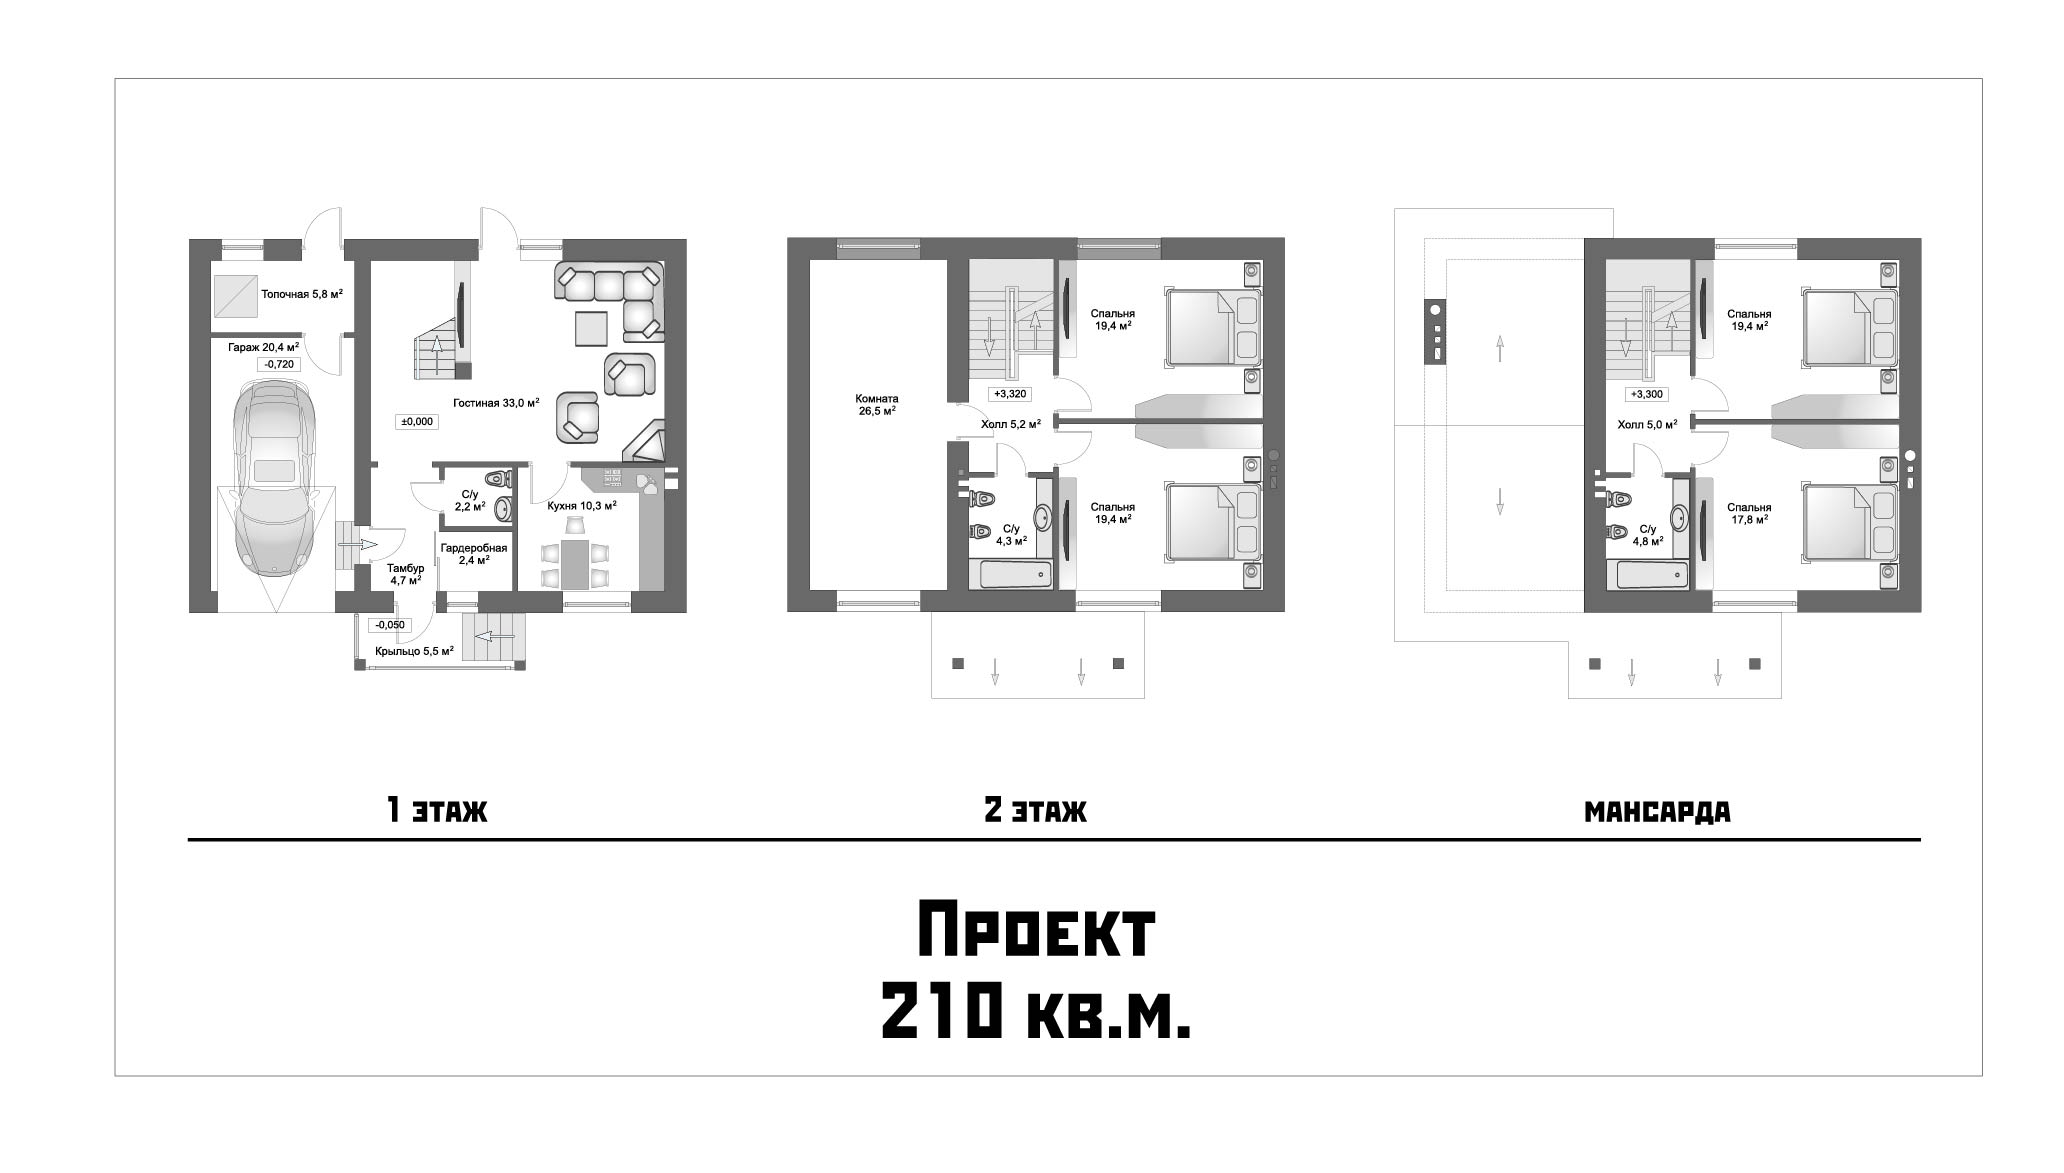 Топочная 5,8 м²
Гараж 20,4 м²
-0,720
Гостиная 33,0 м²
±0,000
С/у
2,2 м²
Кухня 10,3 м²
Гардеробная
2,4 м²
Тамбур
4,7 м²
-0,050
Крыльцо 5,5 м²
1 этаж
Спальня
19,4 м²
Комната
26,5 м²
+3,320
Холл 5,2 м²
Спальня
19,4 м²
С/у
4,3 м²
2 этаж
Спальня
19,4 м²
+3,300
Холл 5,0 м²
Спальня
17,8 м²
С/у
4,8 м²
мансарда
Проект
210 кв.м.